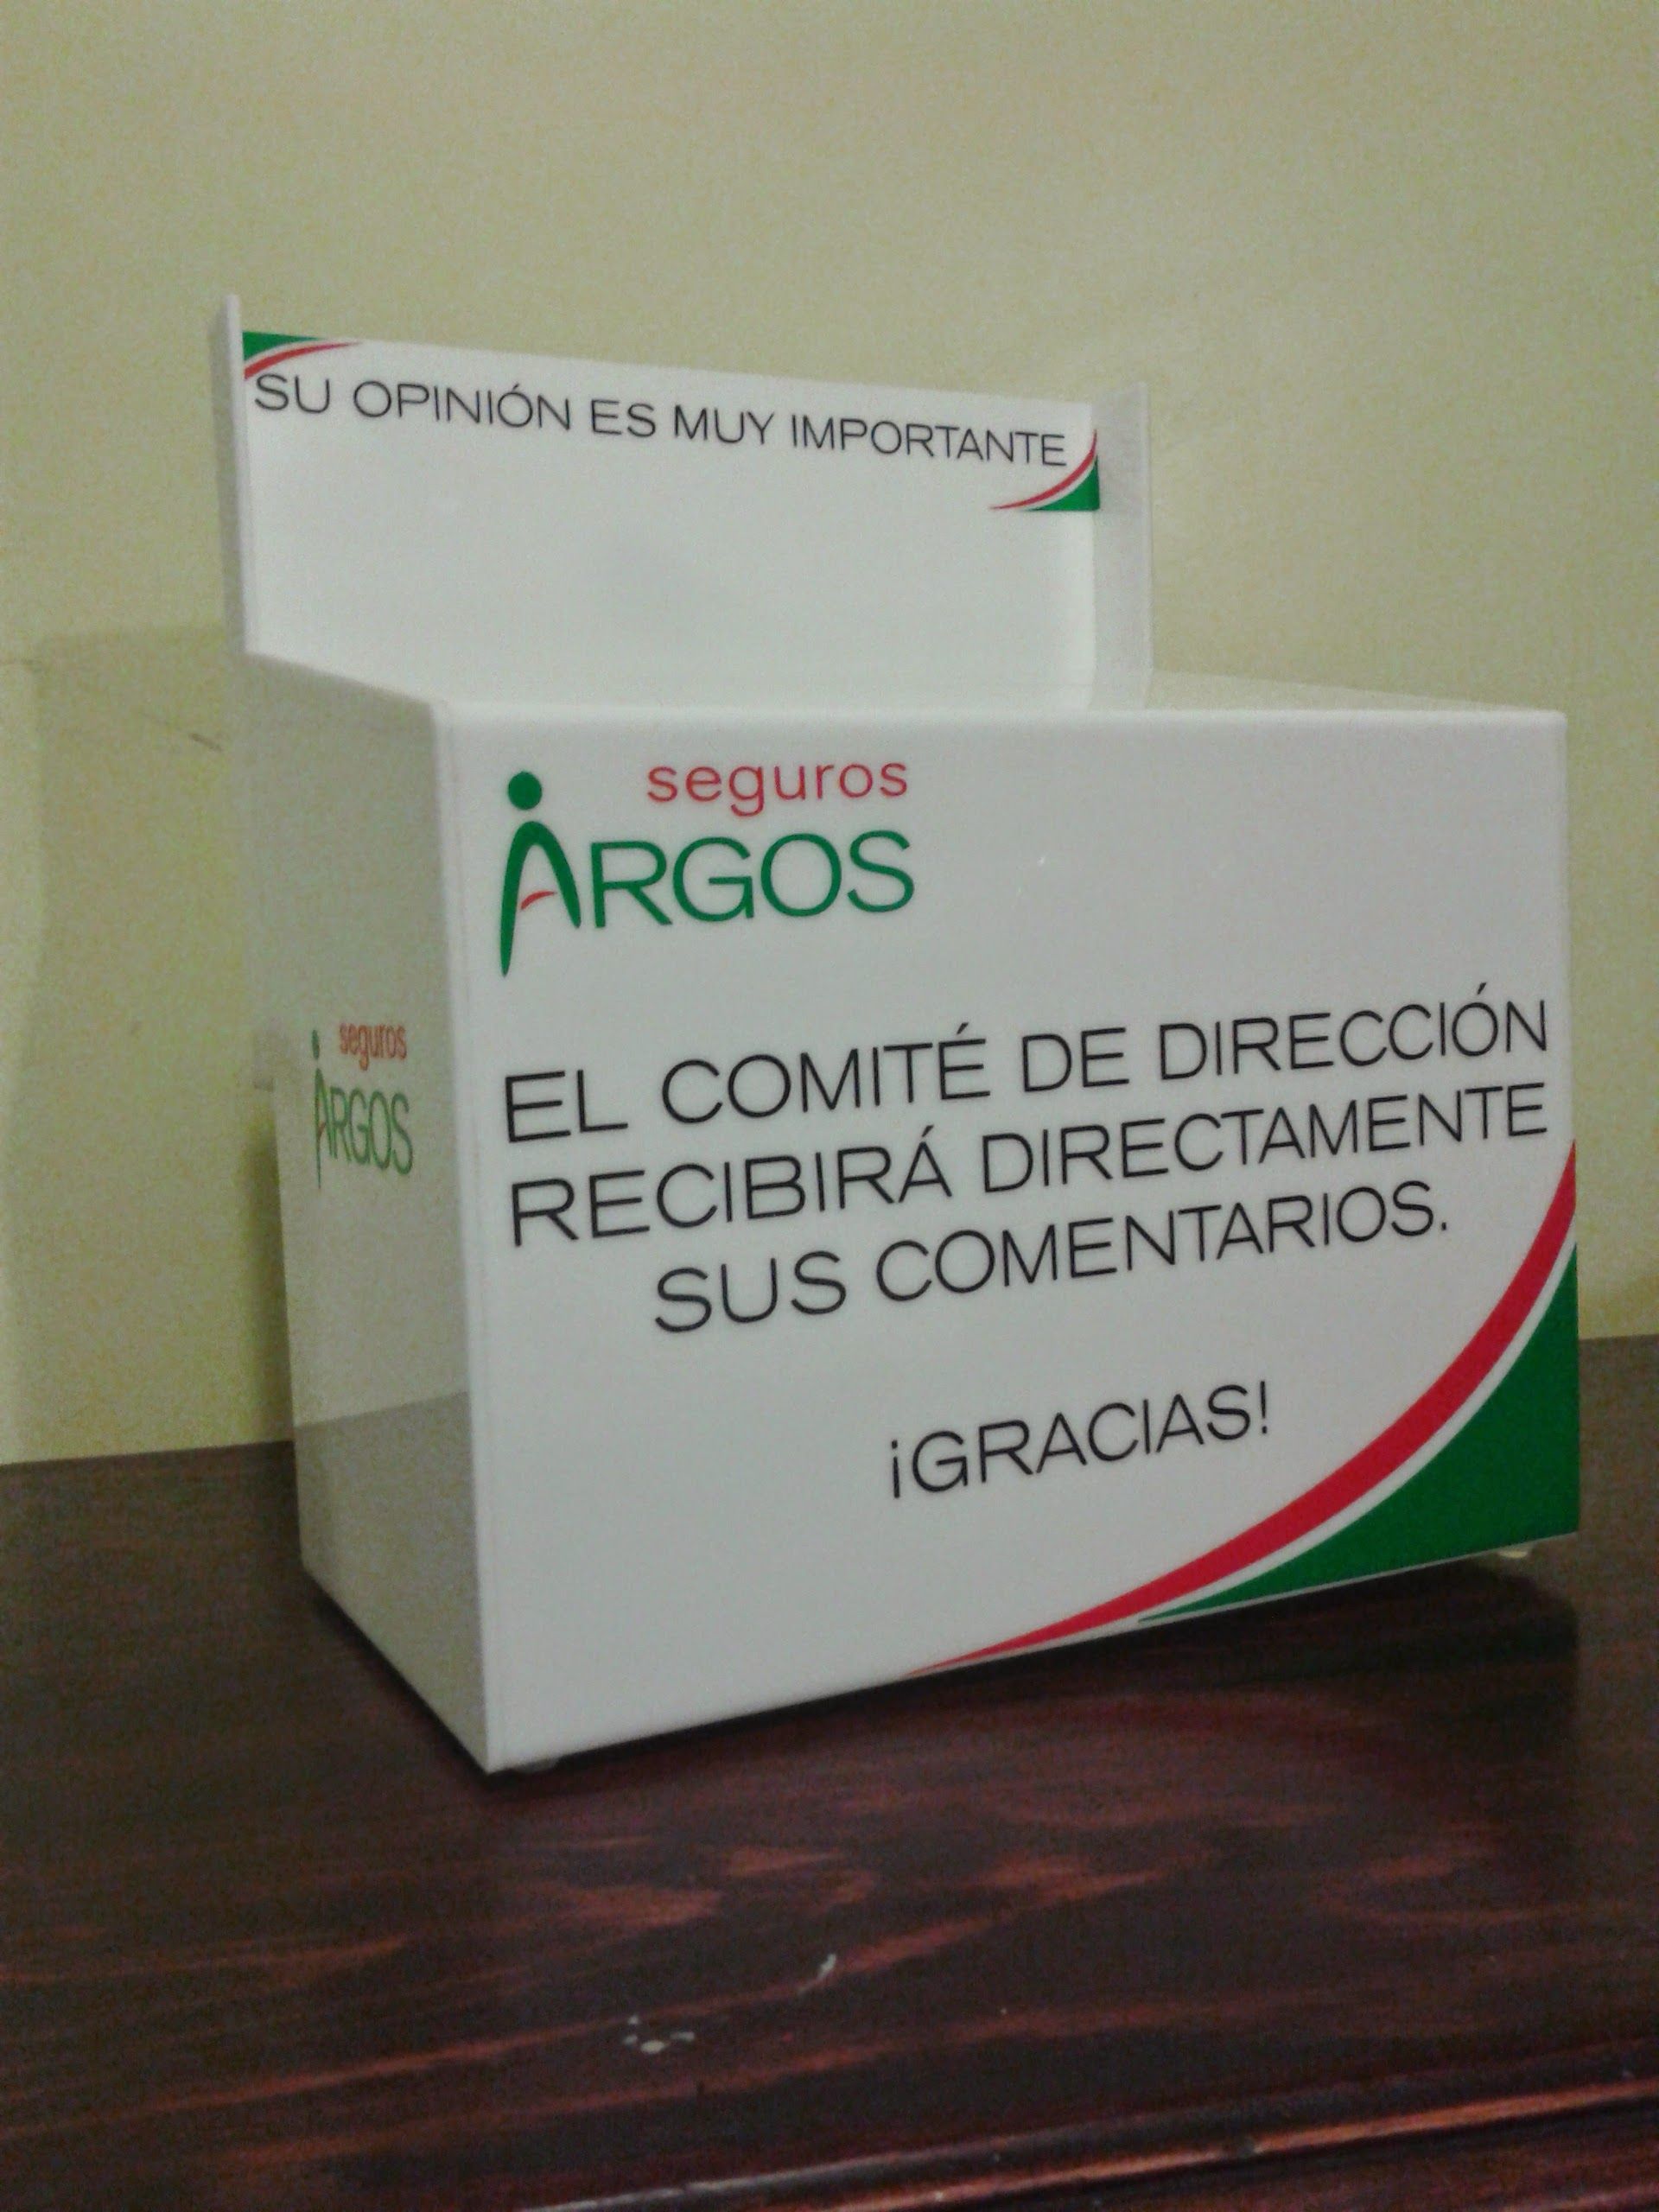 SU OPINIÓN ES MUY IMPORTANTE
seguros
ARGOS
seguros
ARGOS
EL COMITÉ DE DIRECCIÓN
RECIBIRÁ DIRECTAMENTE
SUS COMENTARIOS.
¡GRACIAS!